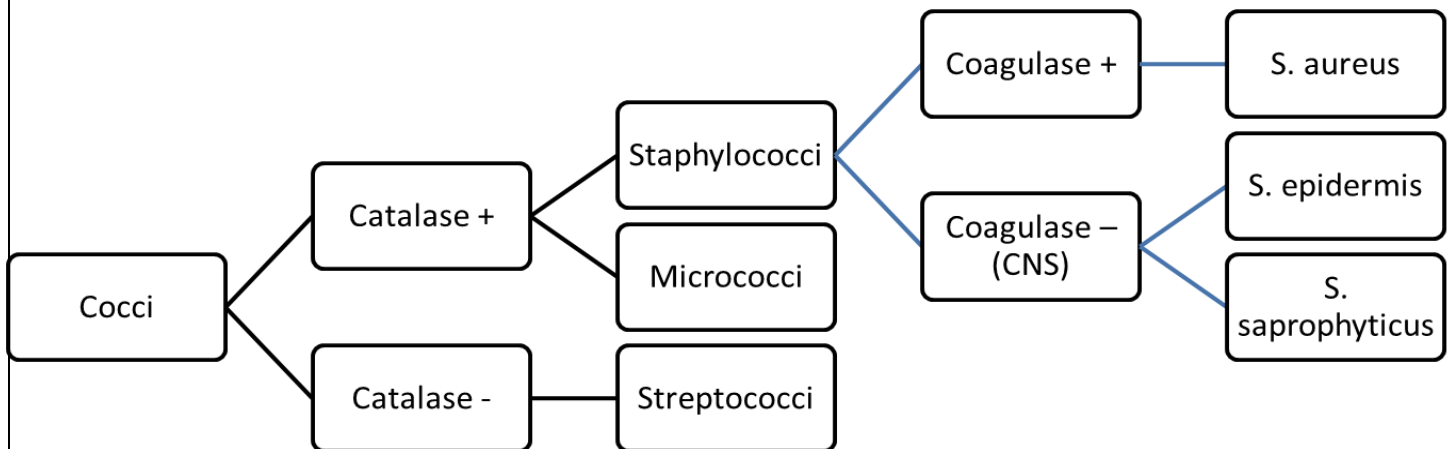 Cocci
Catalase +
Catalase -
Staphylococci
Micrococci
Streptococci
Coagulase +
Coagulase –
(CNS)
S. aureus
S. epidermis
S.
saprophyticus